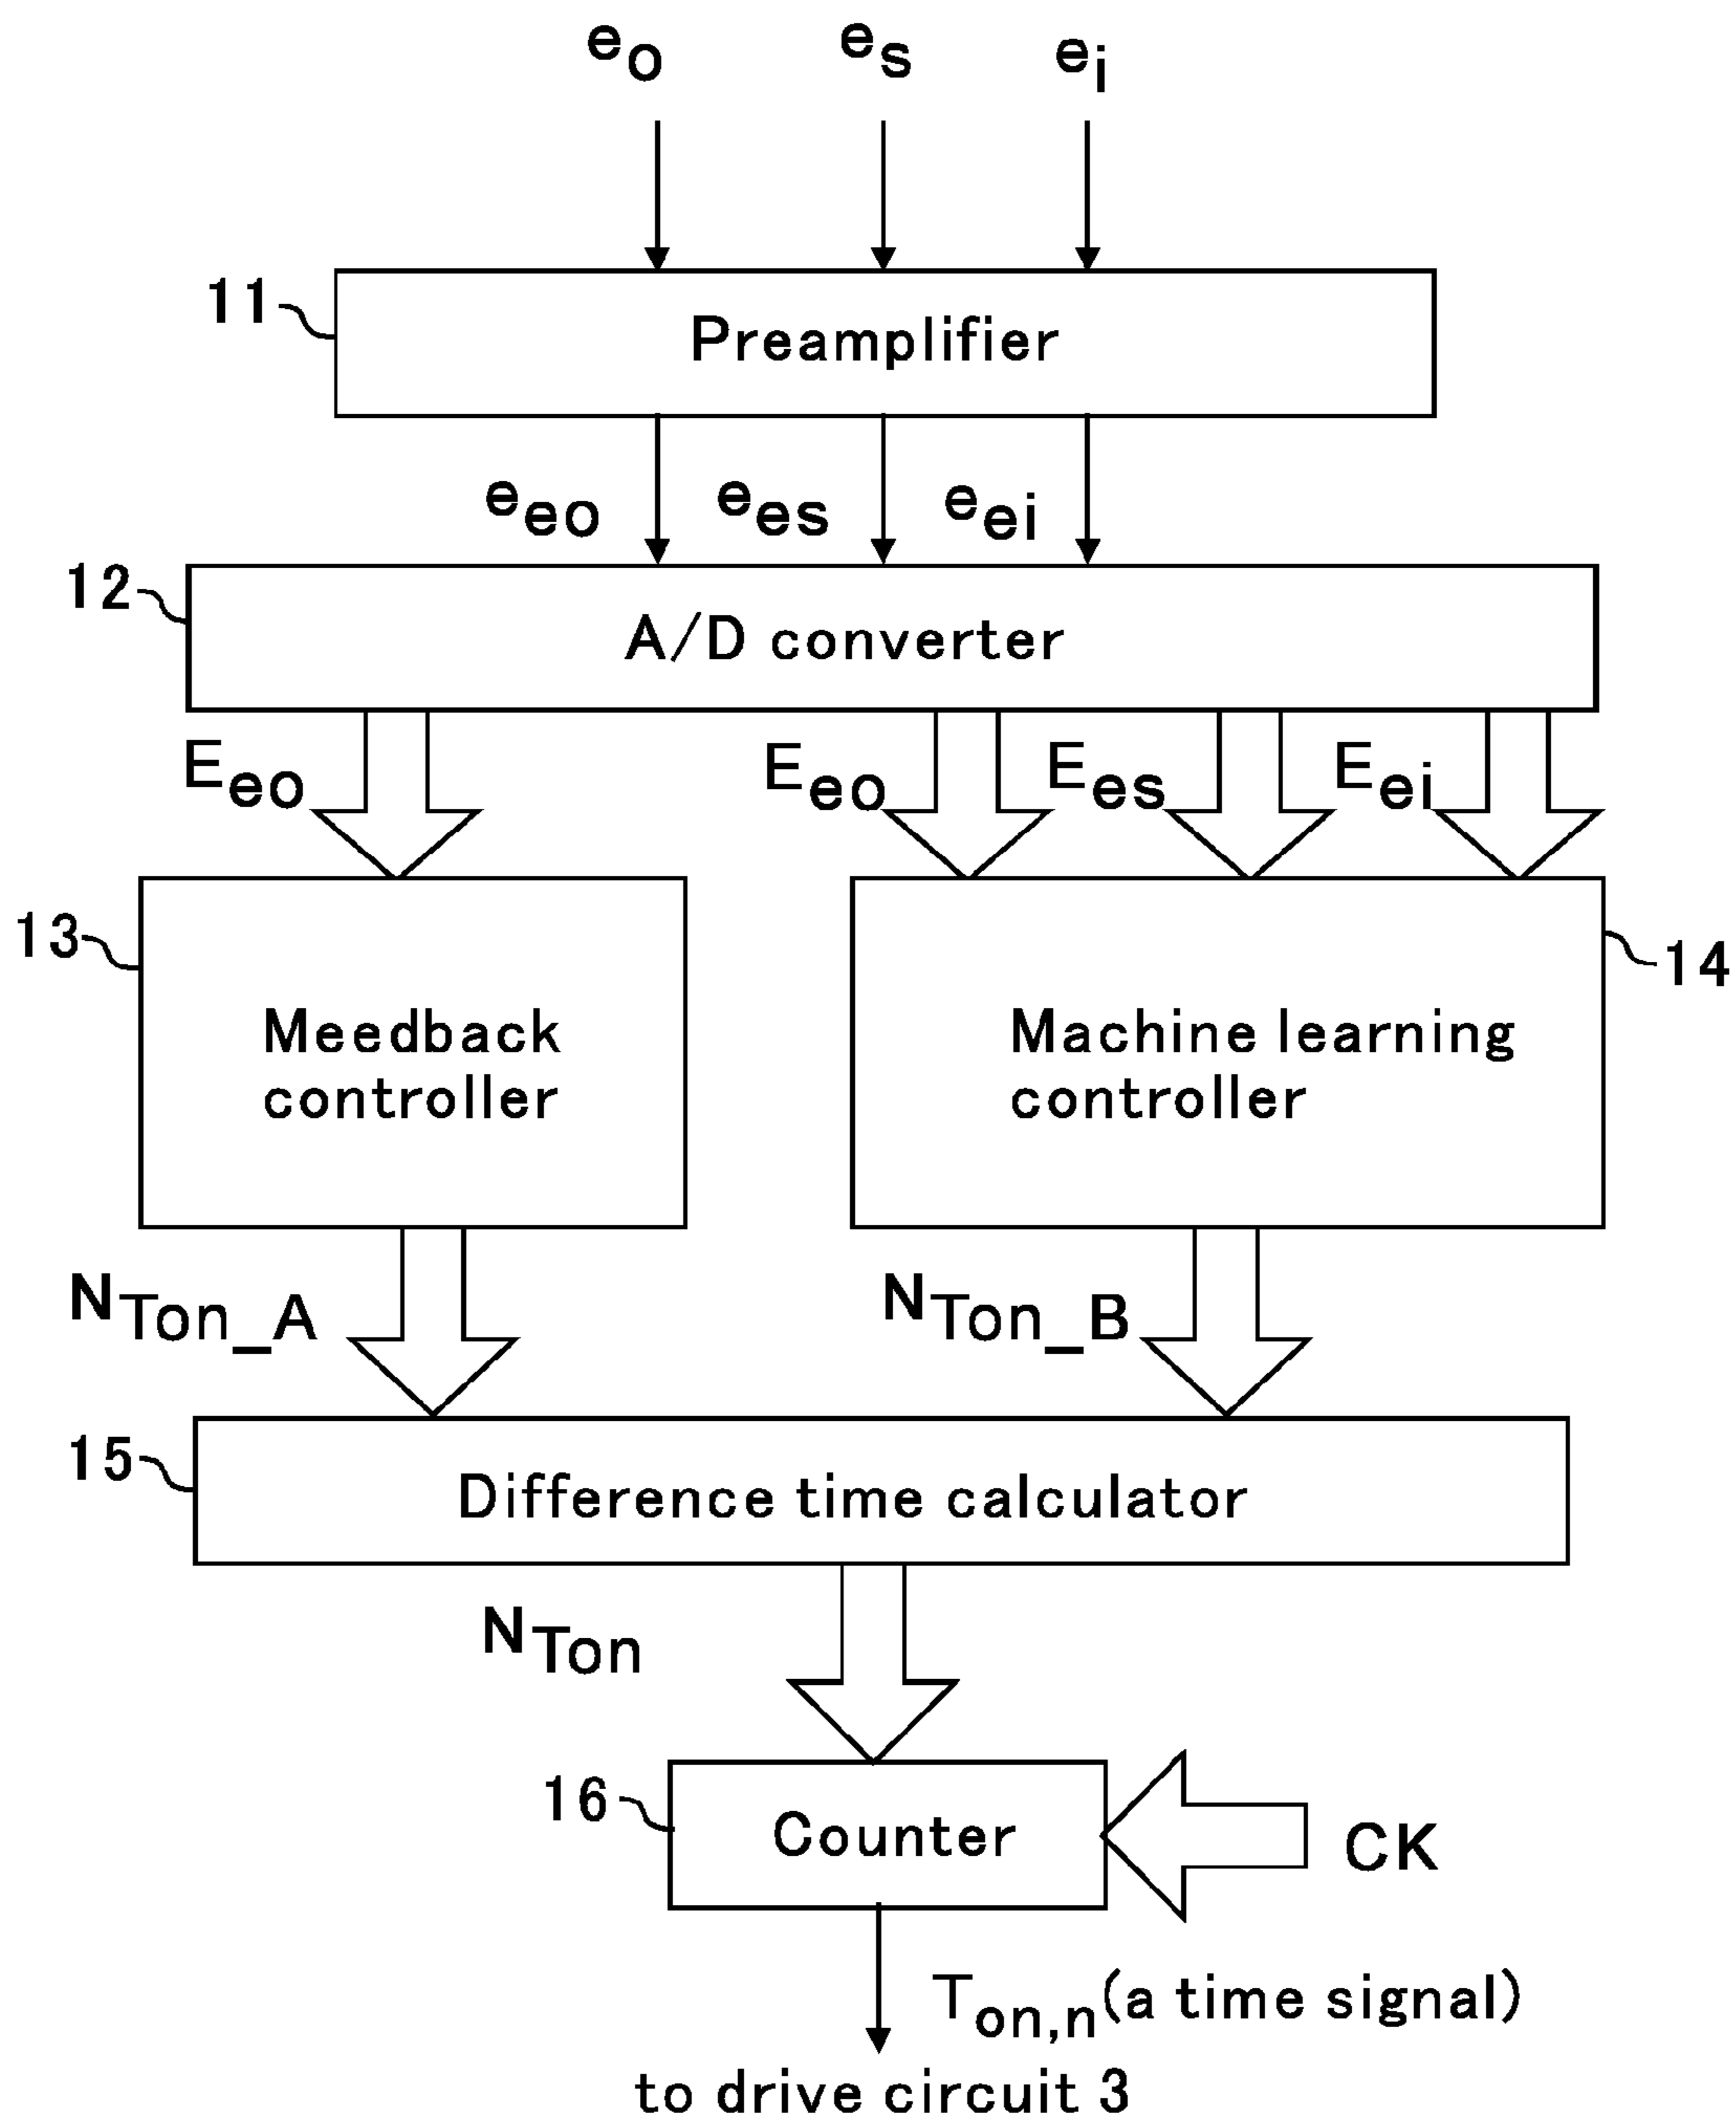 eo es ei
11
Preamplifier
eeo ees eei
12
A/D converter
Eeo Eeo Ees Eei
13
Meedback
controller
14
Machine learning
controller
NTon_A NTon_B
15
Difference time calculator
NTon
16
Counter
CK
Ton,n(a time signal)
to drive circuit 3